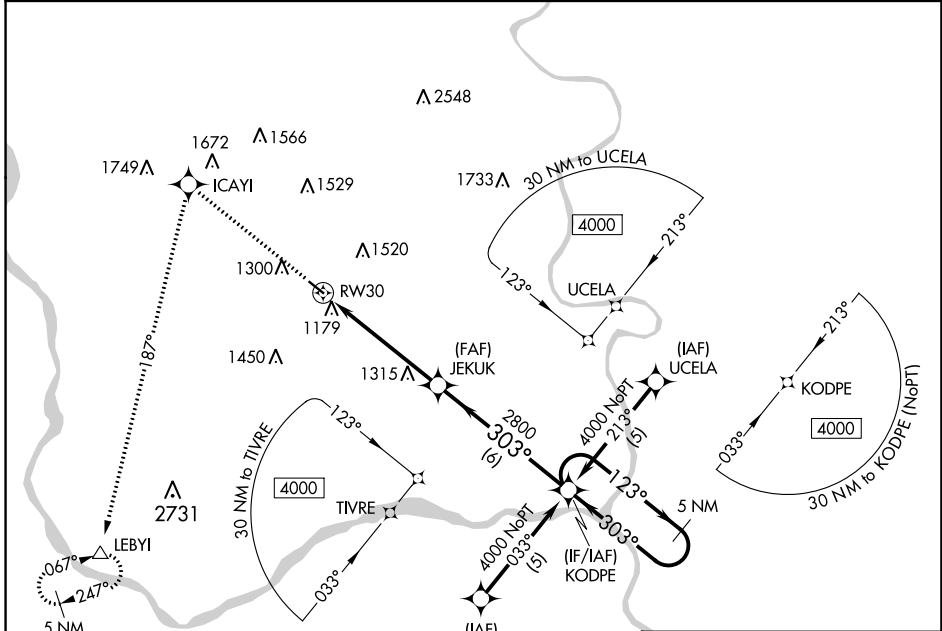 2548
1566
1672
1749
ICAYI
1529
1733
30 NM to UCELA
4000
213°
123°
1520
1300
RW30
1179
UCELA
187°
1450
(FAF)
JEKUK
1315
(IAF)
UCELA
213°
KODPE
4000
033°
30 NM to KODPE (NoPT)
2800
303°
(6)
4000 NoPT
213°
(5)
123°
30 NM to TIVRE
4000
TIVRE
033°
123°
303°
5 NM
2731
LEBYI
067°
247°
5 NM
4000 NoPT
033°
(5)
(IF/IAF)
KODPE
(IAF)